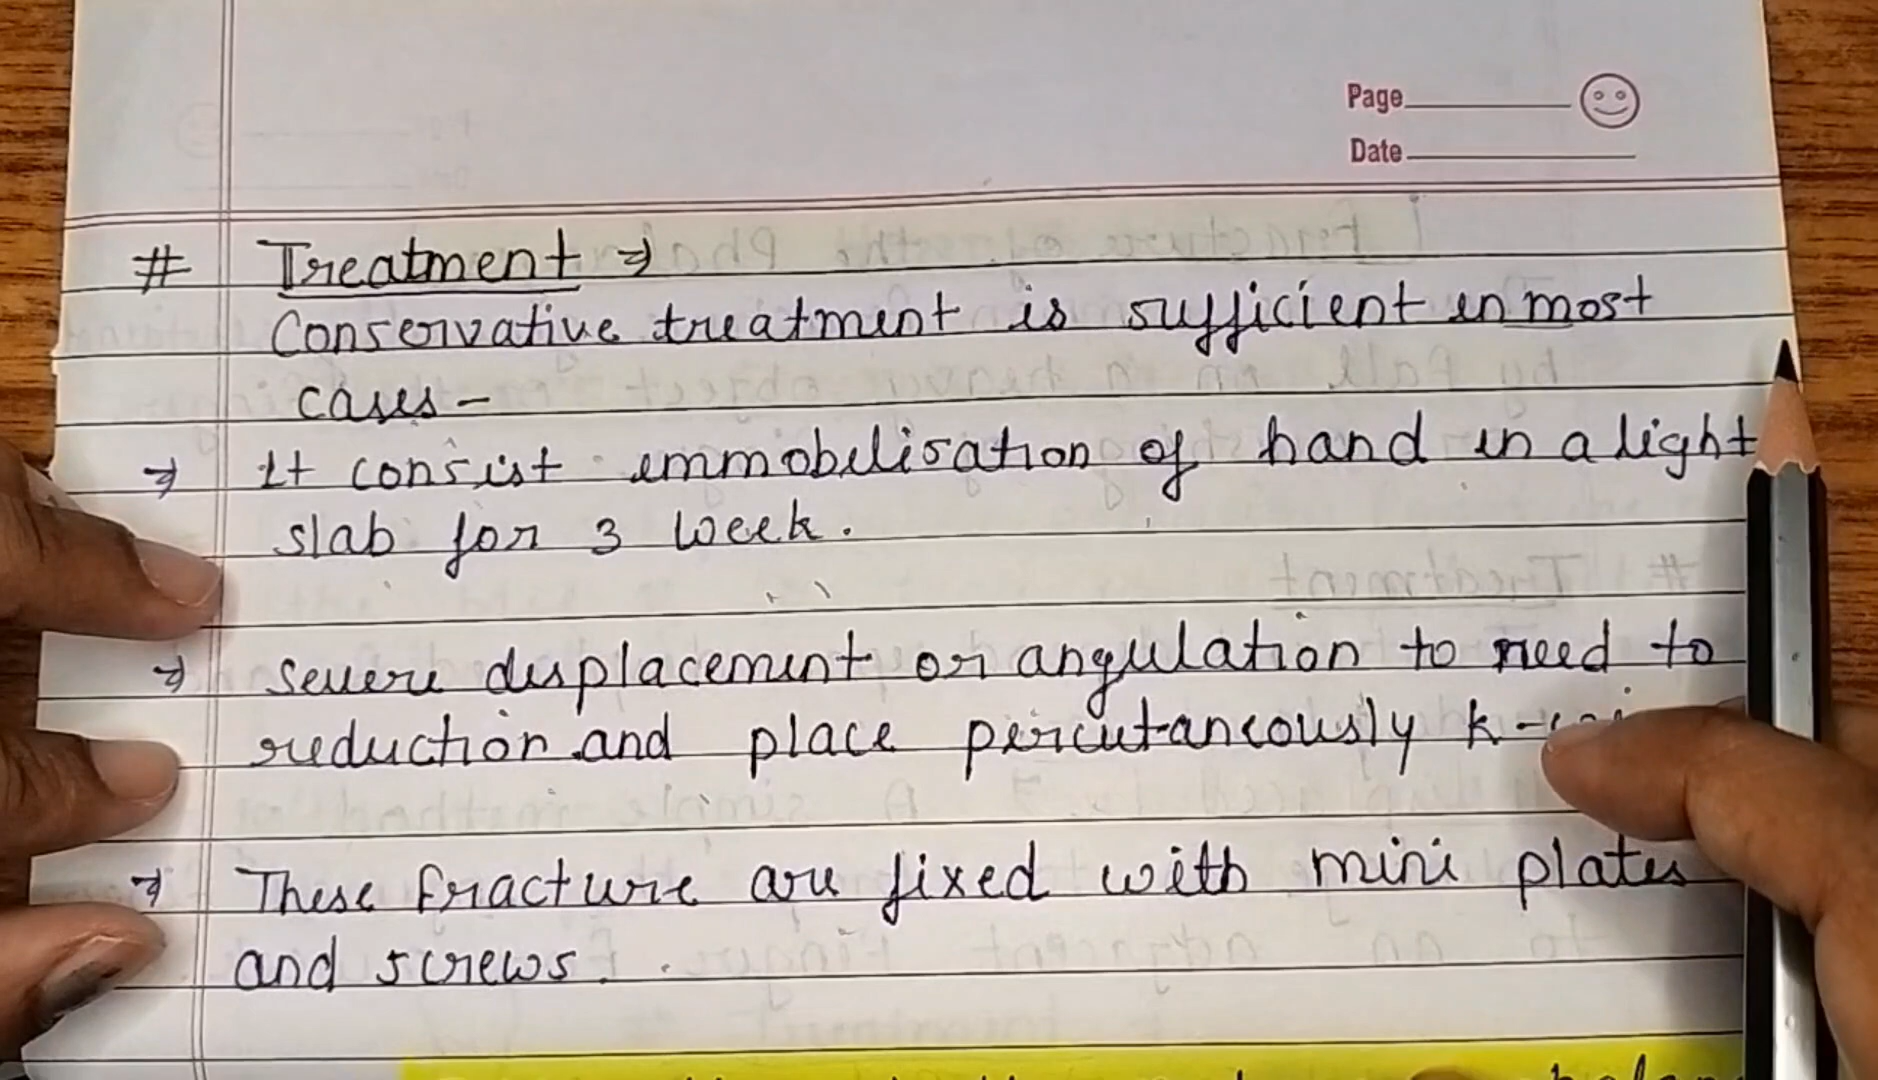 Page
Date
# Treatment ⇒
Conservative treatment is sufficient in most
cases -
⇒ It consist immobilisation of hand in a light
slab for 3 week.
⇒ Severe displacement or angulation to need to
reduction and place percutaneously k-
⇒ These fracture are fixed with mini plates
and screws.